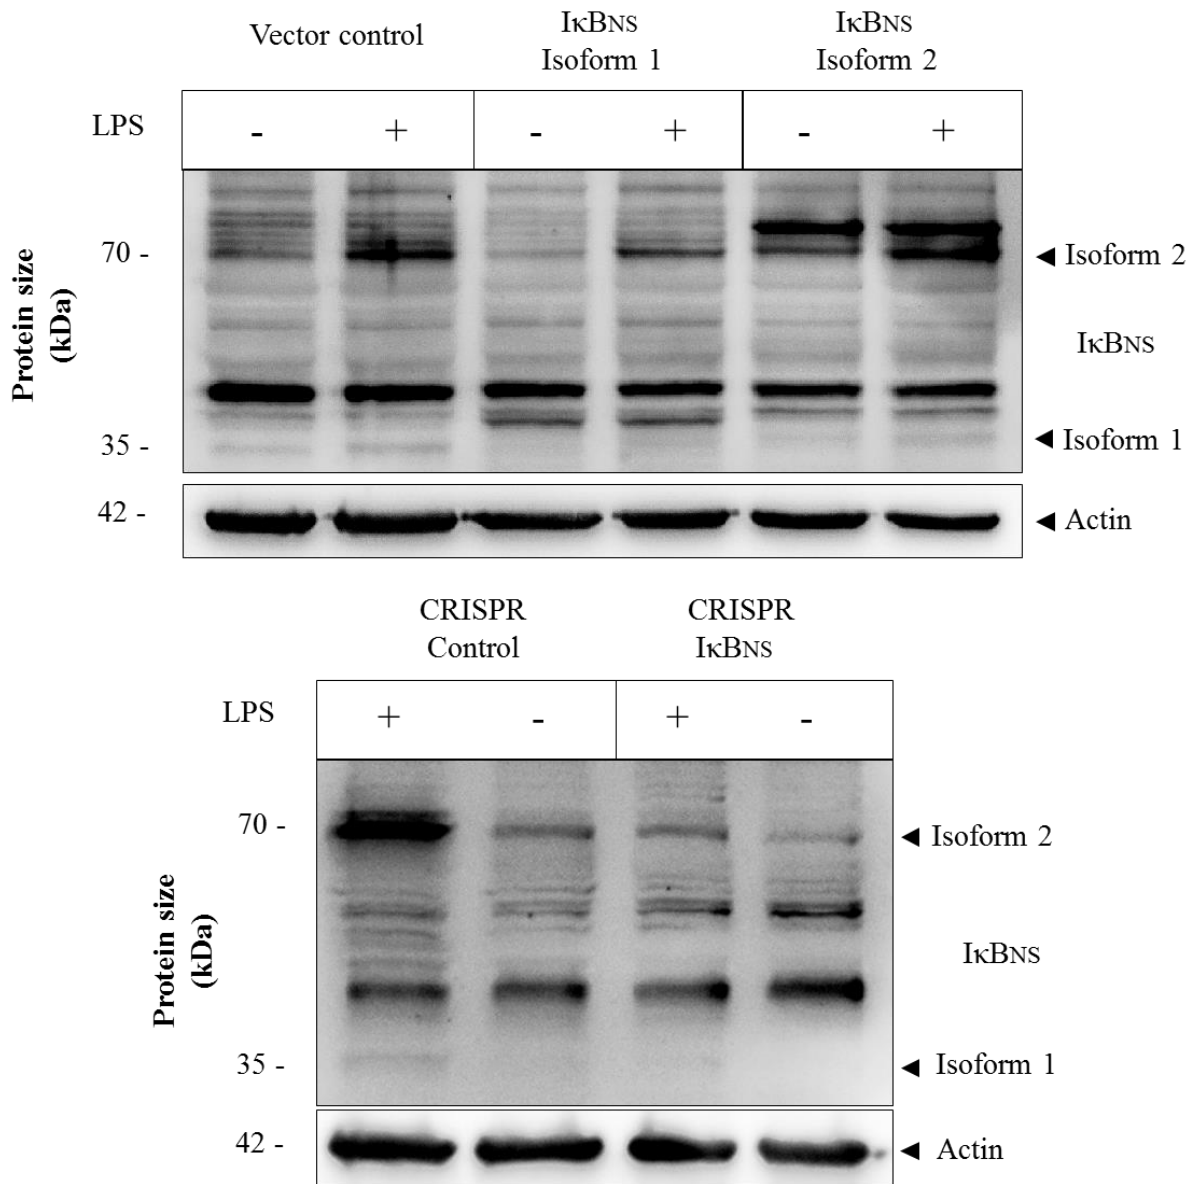 Vector control
IκBNS
Isoform 1
IκBNS
Isoform 2
LPS - + - + - +
Protein size
(kDa)
70 -
Isoform 2
IκBNS
35 -
Isoform 1
42 -
Actin
CRISPR
Control
CRISPR
IκBNS
LPS + - + -
Protein size
(kDa)
70 -
Isoform 2
IκBNS
35 -
Isoform 1
42 -
Actin